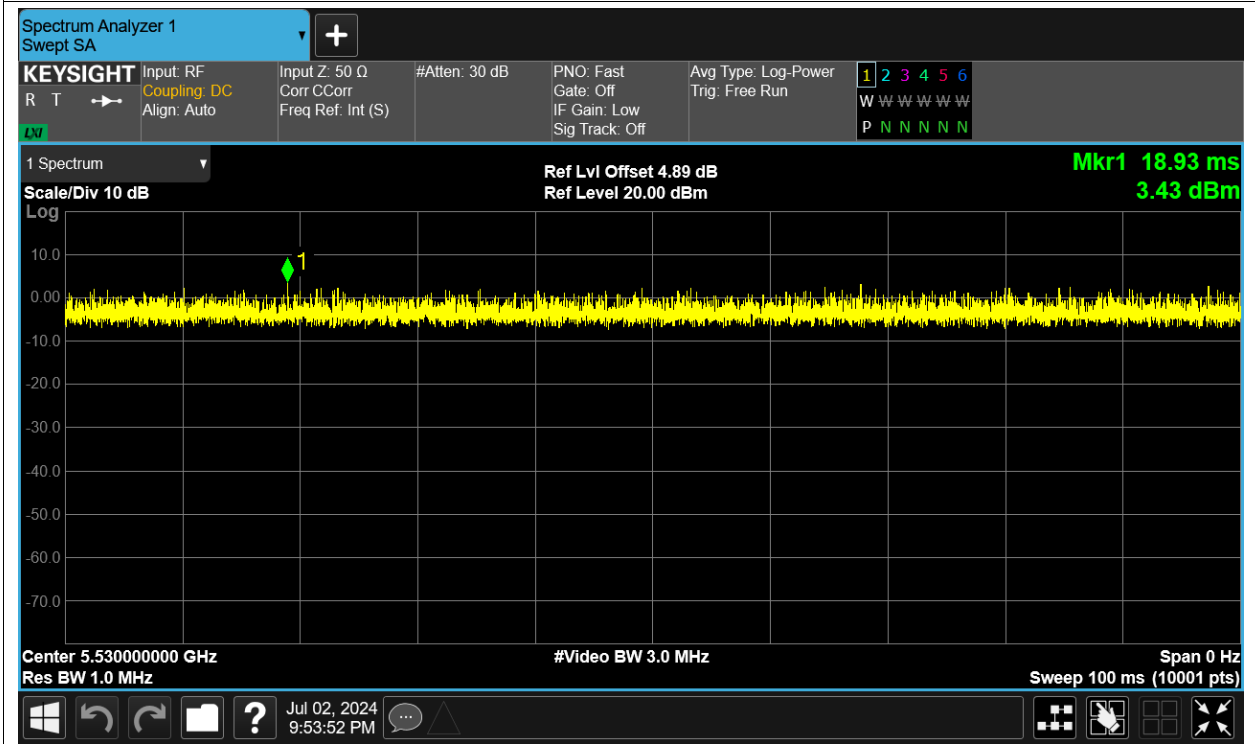 Spectrum Analyzer 1
Swept SA
+
KEYSIGHT
R T
LXI
Input: RF
Coupling: DC
Align: Auto
Input Z: 50 Ω
Corr CCorr
Freq Ref: Int (S)
#Atten: 30 dB
PNO: Fast
Gate: Off
IF Gain: Low
Sig Track: Off
Avg Type: Log-Power
Trig: Free Run
1 2 3 4 5 6
W W W W W W
P N N N N N
1 Spectrum
Scale/Div 10 dB
Log
Ref Lvl Offset 4.89 dB
Ref Level 20.00 dBm
Mkr1 18.93 ms
3.43 dBm
10.0
1
0.00
-10.0
-20.0
-30.0
-40.0
-50.0
-60.0
-70.0
Center 5.530000000 GHz
Res BW 1.0 MHz
#Video BW 3.0 MHz
Span 0 Hz
Sweep 100 ms (10001 pts)
?
Jul 02, 2024
9:53:52 PM